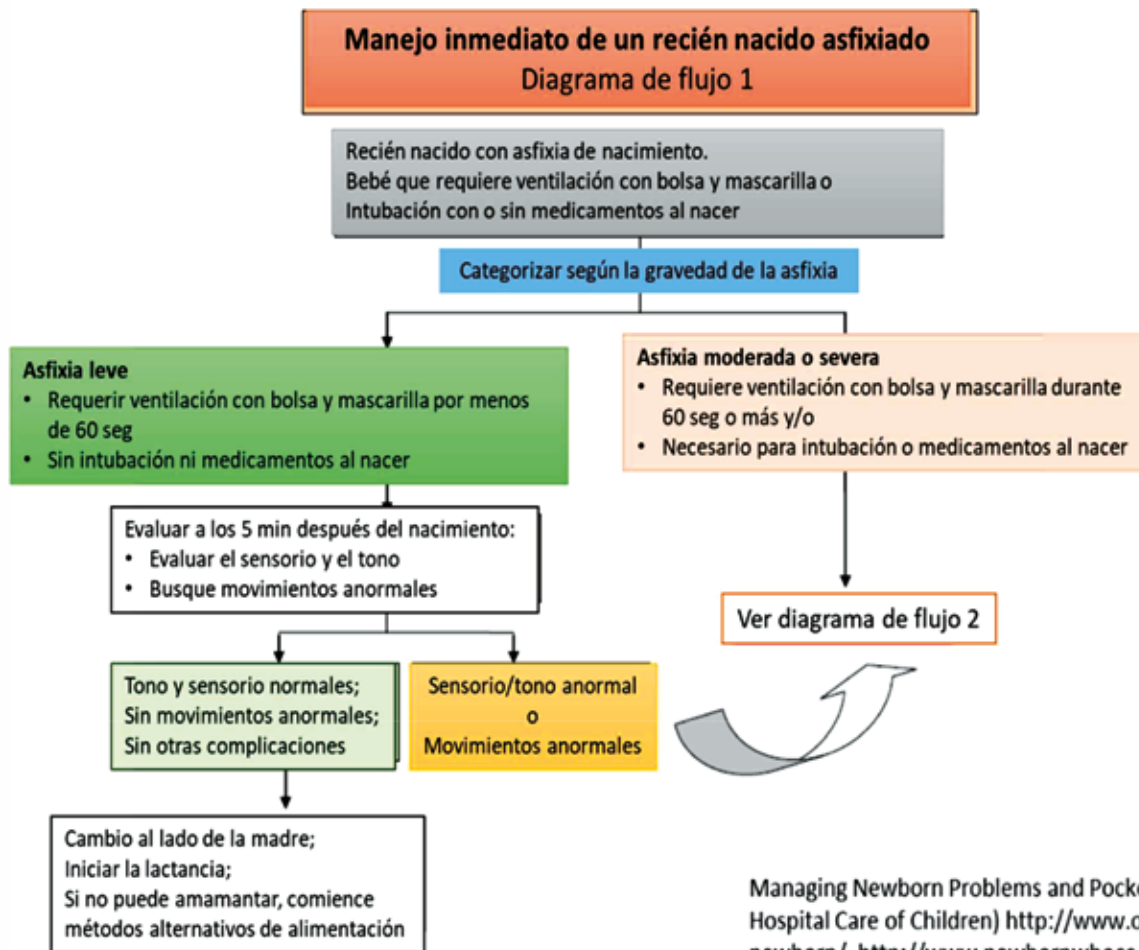 Manejo inmediato de un recién nacido asfixiado
Diagrama de flujo 1
Recién nacido con asfixia de nacimiento.
Bebé que requiere ventilación con bolsa y mascarilla o
Intubación con o sin medicamentos al nacer
Categorizar según la gravedad de la asfixia
Asfixia leve
• Requerir ventilación con bolsa y mascarilla por menos
de 60 seg
• Sin intubación ni medicamentos al nacer
Asfixia moderada o severa
• Requiere ventilación con bolsa y mascarilla durante
60 seg o más y/o
• Necesario para intubación o medicamentos al nacer
Evaluar a los 5 min después del nacimiento:
• Evaluar el sensorio y el tono
• Busque movimientos anormales
Ver diagrama de flujo 2
Tono y sensorio normales;
Sin movimientos anormales;
Sin otras complicaciones
Sensorio/tono anormal
o
Movimientos anormales
Cambio al lado de la madre;
Iniciar la lactancia;
Si no puede amamantar, comience
métodos alternativos de alimentación
Managing Newborn Problems and Pocke
Hospital Care of Children) http://www.o